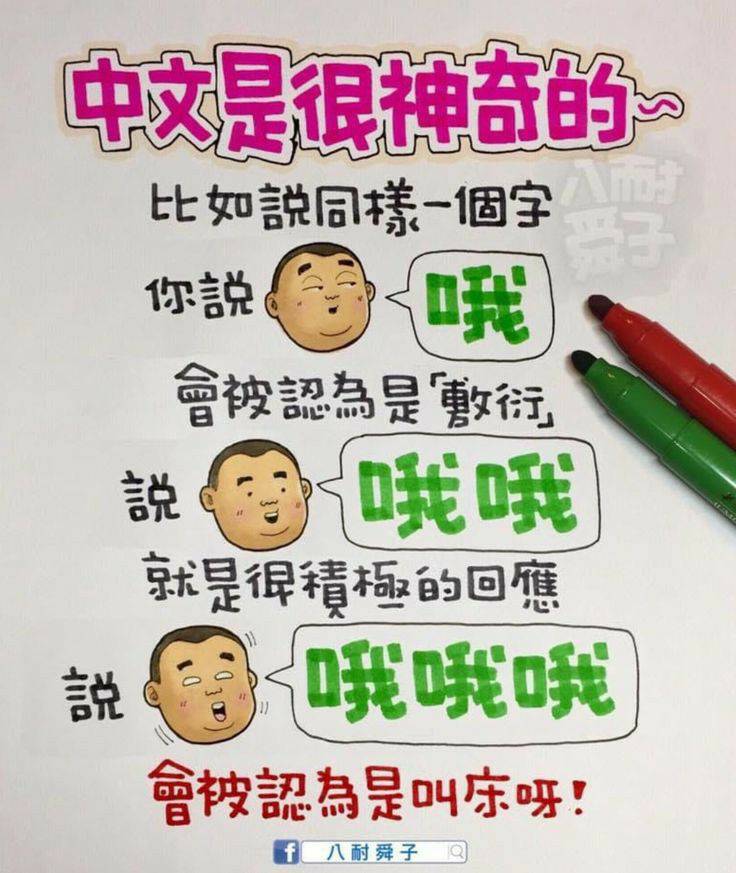 中文是很神奇的~
八耐
舜子
比如說同樣一個字
你說 哦
會被認為是「敷衍」
說 哦哦
就是很積極的回應
說 哦哦哦
會被認為是叫床呀!
f 八耐舜子